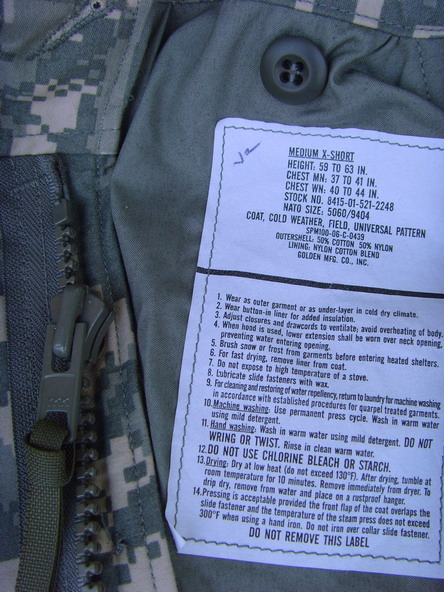 MEDIUM X-SHORT
HEIGHT: 59 TO 63 IN.
CHEST MN: 37 TO 41 IN.
CHEST WN: 40 TO 44 IN.
STOCK NO. 8415-01-521-2248
NATO SIZE: 5060/9404
COAT, COLD WEATHER, FIELD, UNIVERSAL PATTERN
SPM100-06-C-0439
OUTERSHELL: 50% COTTON 50% NYLON
LINING: NYLON COTTON BLEND
GOLDEN MFG. CO., INC.
1. Wear as outer garment or as under-layer in cold dry climate.
2. Wear button-in liner for added insulation.
3. Adjust closures and drawcords to ventilate; avoid overheating of body.
4. When hood is used, lower extension shall be worn over neck opening,
preventing water entering opening.
5. Brush snow or frost from garments before entering heated shelters.
6. For fast drying, remove liner from coat.
7. Do not expose to high temperature of a stove.
8. Lubricate slide fasteners with wax.
9. For cleaning and restoring of water repellency, return to laundry for machine washing
in accordance with established procedures for quarpel treated garments.
10. Machine washing: Use permanent press cycle. Wash in warm water
using mild detergent.
11. Hand washing: Wash in warm water using mild detergent. DO NOT
WRING OR TWIST. Rinse in clean warm water.
12. DO NOT USE CHLORINE BLEACH OR STARCH.
13. Drying: Dry at low heat (do not exceed 130°F). After drying, tumble at
room temperature for 10 minutes. Remove immediately from dryer. To
drip dry, remove from water and place on a rustproof hanger.
14. Pressing is acceptable provided the front flap of the coat overlaps the
slide fastener and the temperature of the steam press does not exceed
300°F when using a hand iron. Do not iron over collar slide fastener.
DO NOT REMOVE THIS LABEL